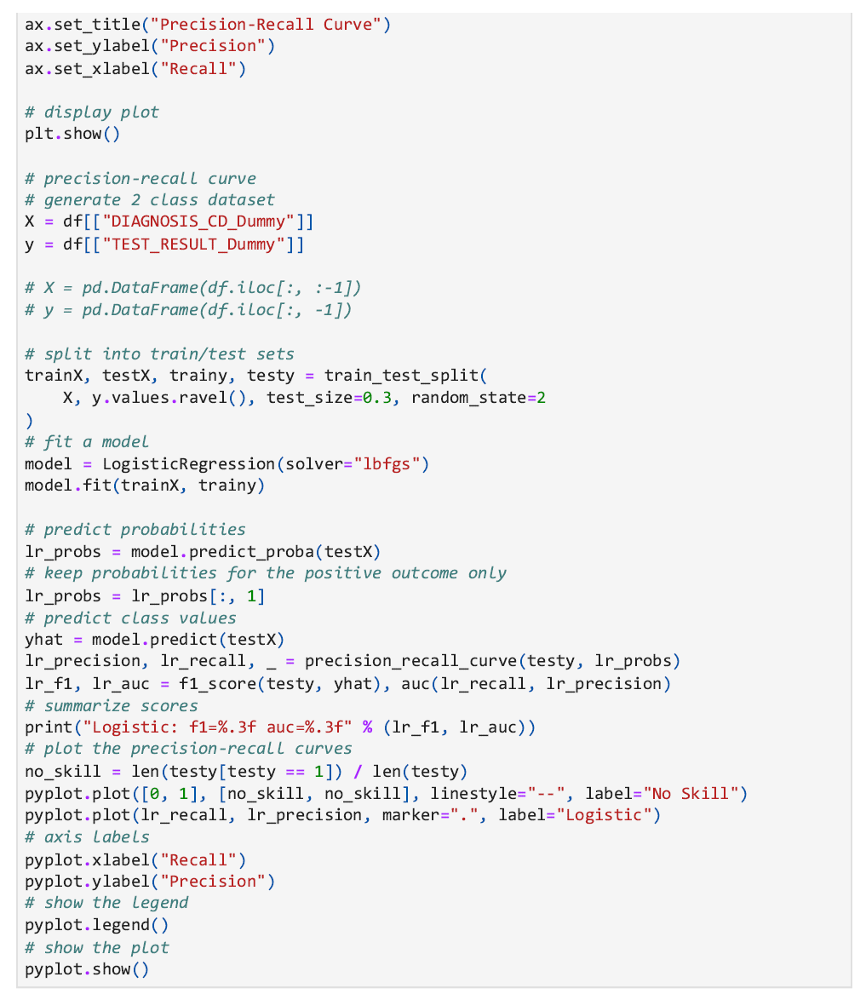 ax.set_title("Precision-Recall Curve")
ax.set_ylabel("Precision")
ax.set_xlabel("Recall")

# display plot
plt.show()

# precision-recall curve
# generate 2 class dataset
X = df[["DIAGNOSIS_CD_Dummy"]]
y = df[["TEST_RESULT_Dummy"]]

# X = pd.DataFrame(df.iloc[:, :-1])
# y = pd.DataFrame(df.iloc[:, -1])

# split into train/test sets
trainX, testX, trainy, testy = train_test_split(
    X, y.values.ravel(), test_size=0.3, random_state=2
)
# fit a model
model = LogisticRegression(solver="lbfgs")
model.fit(trainX, trainy)

# predict probabilities
lr_probs = model.predict_proba(testX)
# keep probabilities for the positive outcome only
lr_probs = lr_probs[:, 1]
# predict class values
yhat = model.predict(testX)
lr_precision, lr_recall, _ = precision_recall_curve(testy, lr_probs)
lr_f1, lr_auc = f1_score(testy, yhat), auc(lr_recall, lr_precision)
# summarize scores
print("Logistic: f1=%.3f auc=%.3f" % (lr_f1, lr_auc))
# plot the precision-recall curves
no_skill = len(testy[testy == 1]) / len(testy)
pyplot.plot([0, 1], [no_skill, no_skill], linestyle="--", label="No Skill")
pyplot.plot(lr_recall, lr_precision, marker=".", label="Logistic")
# axis labels
pyplot.xlabel("Recall")
pyplot.ylabel("Precision")
# show the legend
pyplot.legend()
# show the plot
pyplot.show()